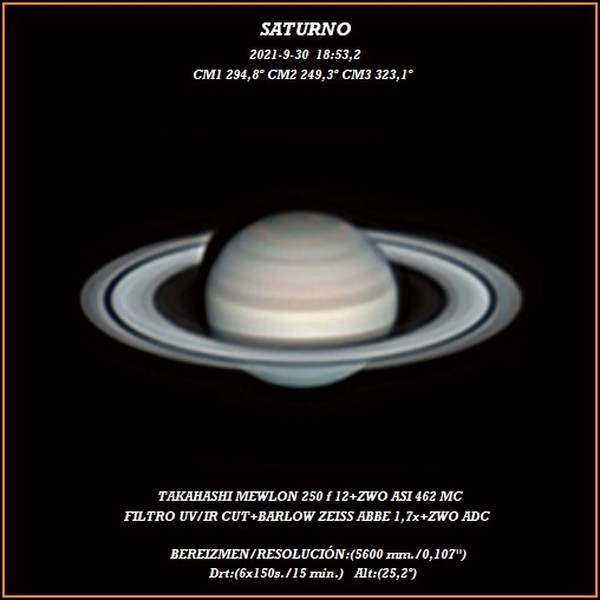 SATURNO
2021-9-30 18:53,2
CM1 294,8° CM2 249,3° CM3 323,1°
TAKAHASHI MEWLON 250 f 12+ZWO ASI 462 MC
FILTRO UV/IR CUT+BARLOW ZEISS ABBE 1,7x+ZWO ADC
BEREIZMEN/RESOLUCIÓN:(5600 mm./0,107")
Drt:(6x150s./15 min.) Alt:(25,2°)